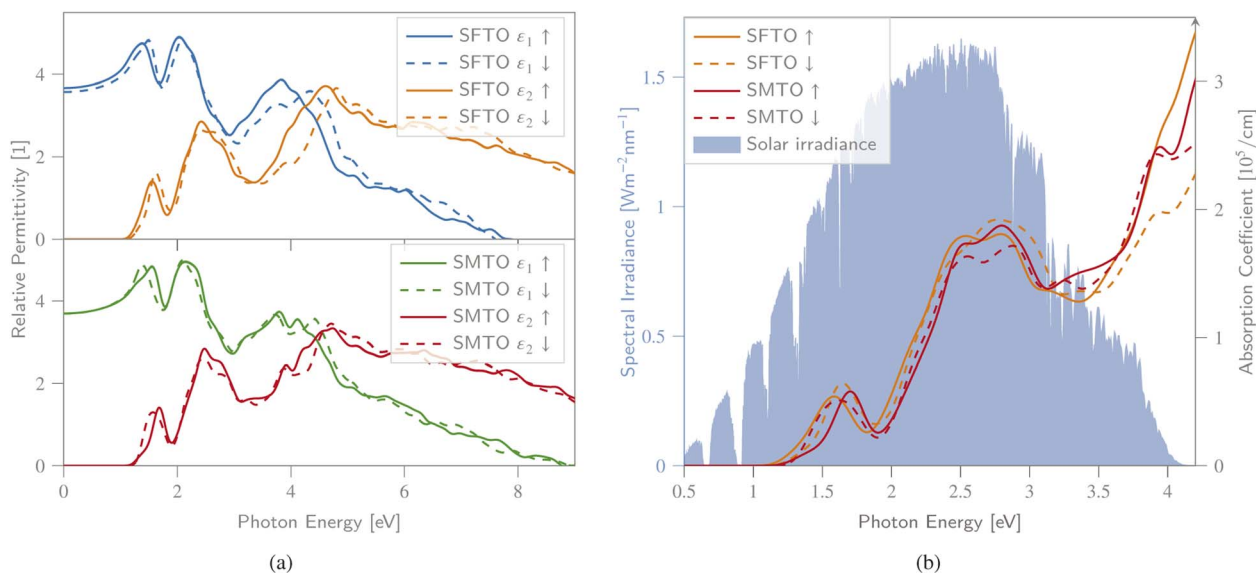 SFTO ε₁ ↑
SFTO ε₁ ↓
SFTO ε₂ ↑
SFTO ε₂ ↓
4
2
0
Relative Permittivity [1]
SMTO ε₁ ↑
SMTO ε₁ ↓
SMTO ε₂ ↑
SMTO ε₂ ↓
4
2
0
0 2 4 6 8
Photon Energy [eV]
(a)
SFTO ↑
SFTO ↓
SMTO ↑
SMTO ↓
Solar irradiance
1.5
1
0.5
0
Spectral Irradiance [Wm⁻²nm⁻¹]
3
2
1
0
Absorption Coefficient [10⁵/cm]
0.5 1 1.5 2 2.5 3 3.5 4
Photon Energy [eV]
(b)